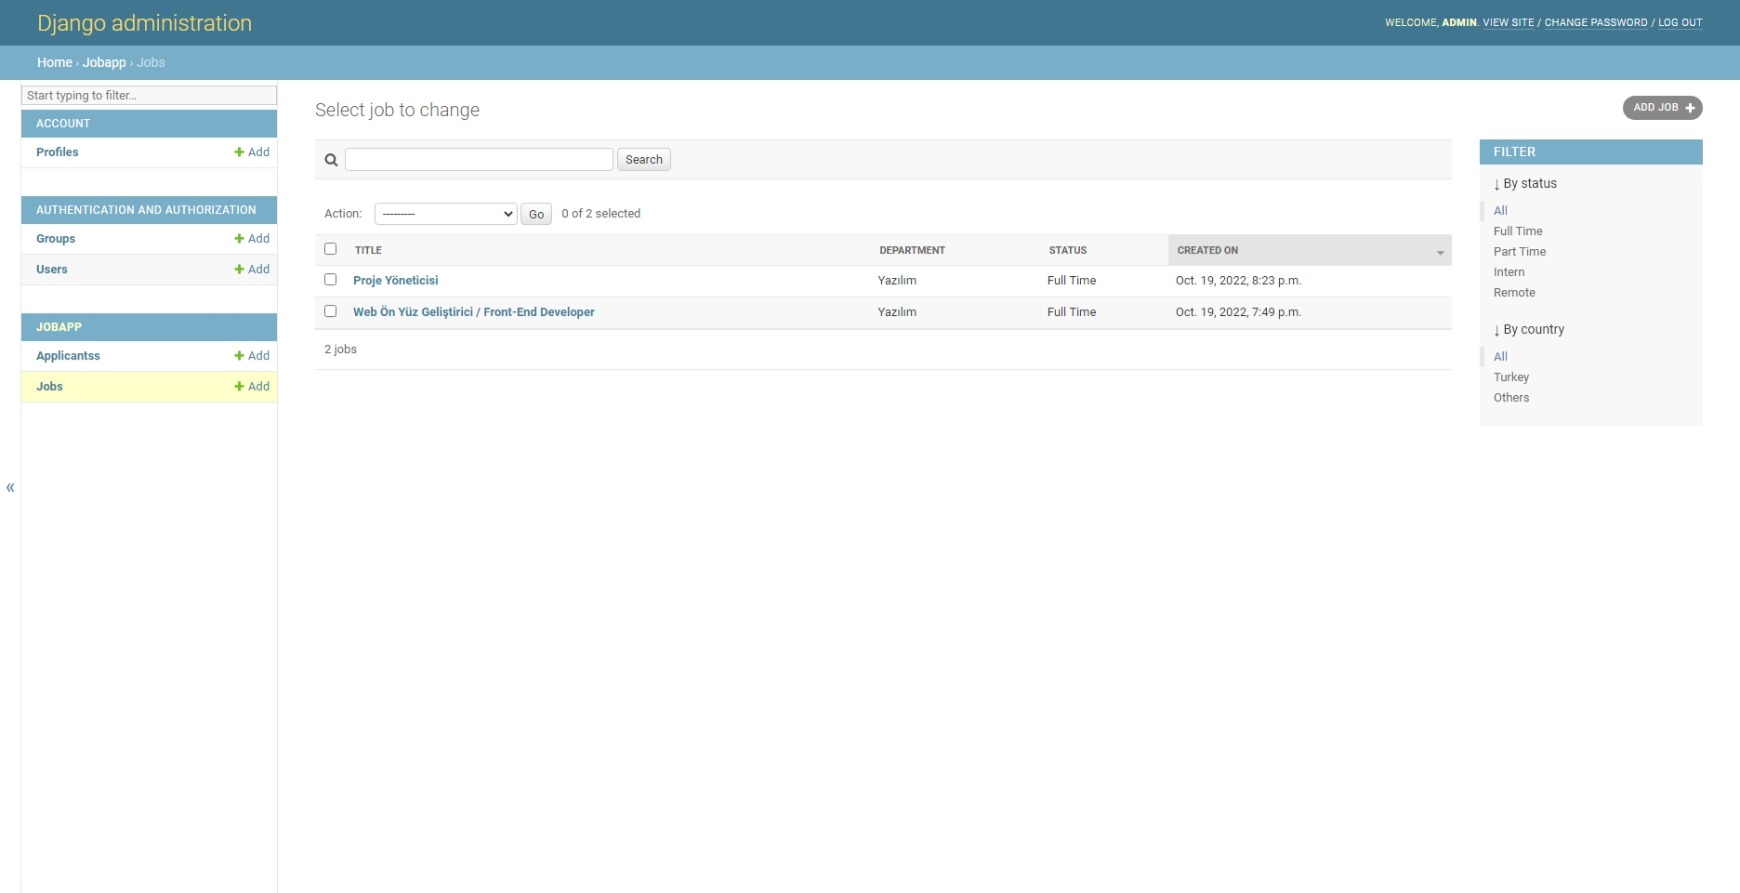 Django administration
WELCOME, ADMIN. VIEW SITE / CHANGE PASSWORD / LOG OUT
Home › Jobapp › Jobs
Start typing to filter...
ACCOUNT
Profiles + Add
AUTHENTICATION AND AUTHORIZATION
Groups + Add
Users + Add
JOBAPP
Applicantss + Add
Jobs + Add
«
Select job to change
ADD JOB +
Search
Action: --------- Go 0 of 2 selected
TITLE DEPARTMENT STATUS CREATED ON
Proje Yöneticisi Yazılım Full Time Oct. 19, 2022, 8:23 p.m.
Web Ön Yüz Geliştirici / Front-End Developer Yazılım Full Time Oct. 19, 2022, 7:49 p.m.
2 jobs
FILTER
↓ By status
All
Full Time
Part Time
Intern
Remote
↓ By country
All
Turkey
Others